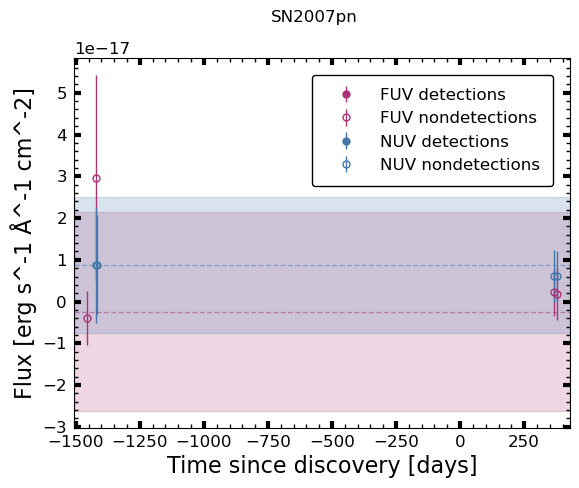 SN2007pn
1e−17
FUV detections
FUV nondetections
NUV detections
NUV nondetections
5
4
3
2
1
0
−1
−2
−3
Flux [erg s^-1 Å^-1 cm^-2]
−1500 −1250 −1000 −750 −500 −250 0 250
Time since discovery [days]